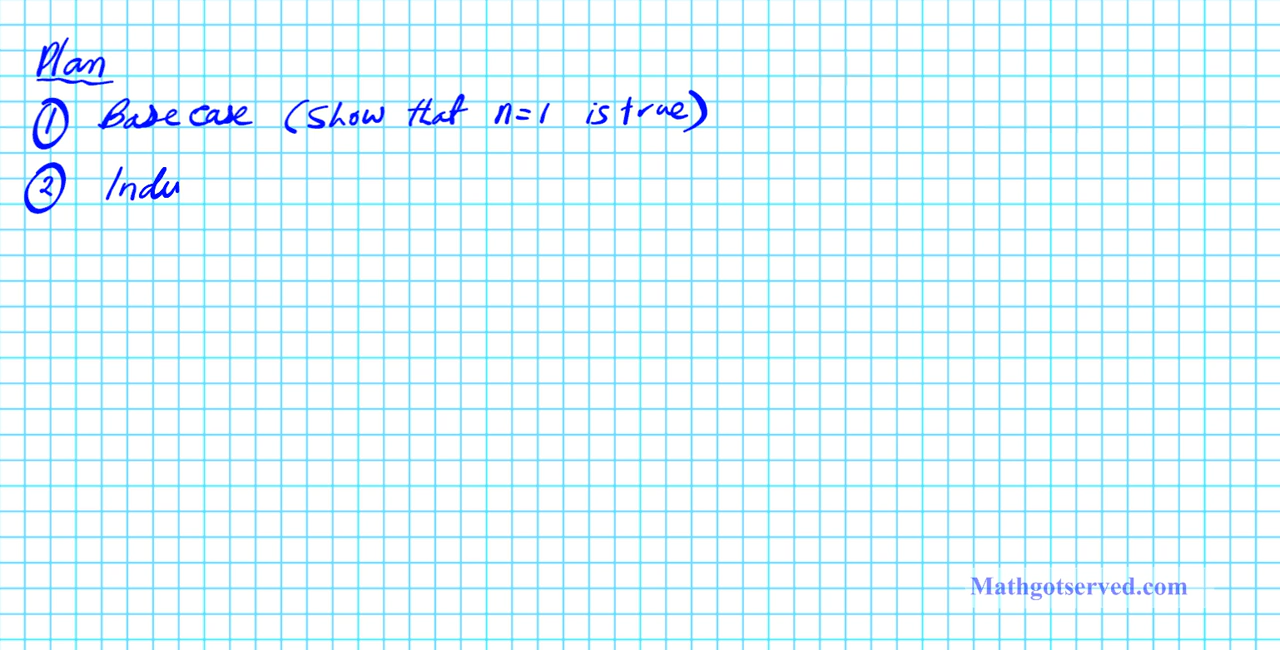 Plan
① Base case (show that n=1 is true)
② Indu
Mathgotserved.com